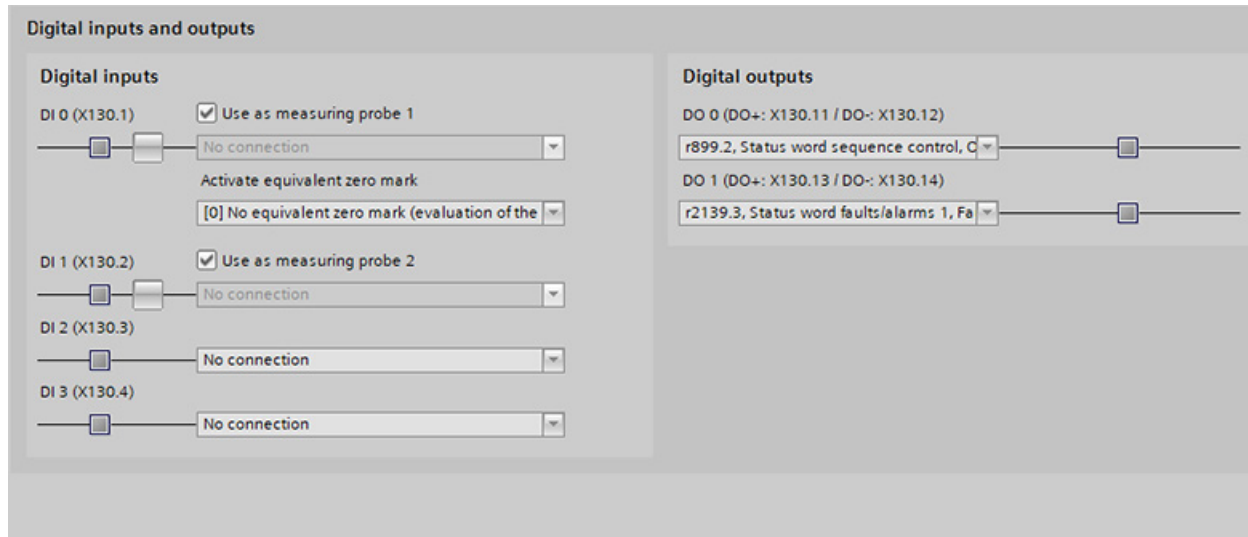 Digital inputs and outputs
Digital inputs
DI 0 (X130.1)
Use as measuring probe 1
No connection
Activate equivalent zero mark
[0] No equivalent zero mark (evaluation of the
DI 1 (X130.2)
Use as measuring probe 2
No connection
DI 2 (X130.3)
No connection
DI 3 (X130.4)
No connection
Digital outputs
DO 0 (DO+: X130.11 / DO-: X130.12)
r899.2, Status word sequence control, O
DO 1 (DO+: X130.13 / DO-: X130.14)
r2139.3, Status word faults/alarms 1, Fa